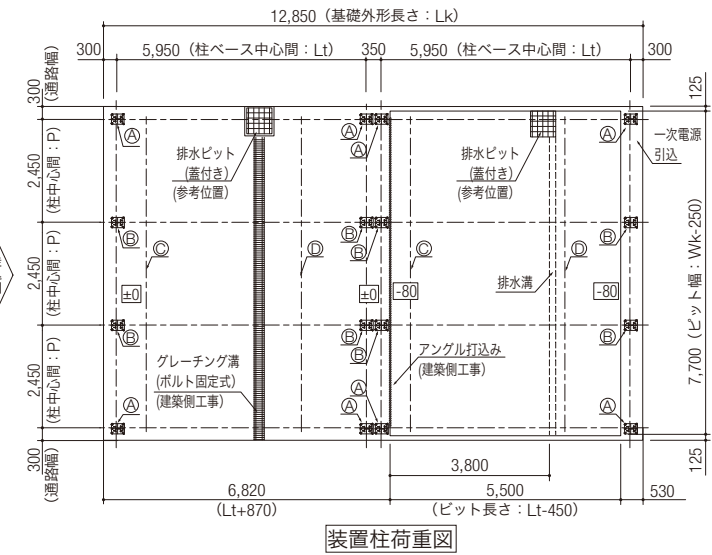 12,850（基礎外形長さ：Lk）
300
5,950（柱ベース中心間：Lt）
350
5,950（柱ベース中心間：Lt）
300
300
(通路幅)
125
Ⓐ
Ⓐ
Ⓐ
Ⓐ
一次電源
引込
排水ピット
(蓋付き)
(参考位置)
排水ピット
(蓋付き)
(参考位置)
2,450
(柱中心間：P)
Ⓑ
Ⓒ
Ⓓ
Ⓑ
Ⓑ
Ⓒ
Ⓓ
Ⓑ
2,450
(柱中心間：P)
±0
±0
-80
排水溝
-80
7,700（ピット幅：Wk-250）
Ⓑ
Ⓑ
Ⓑ
Ⓑ
グレーチング溝
(ボルト固定式)
(建築側工事)
アングル打込み
(建築側工事)
2,450
(柱中心間：P)
Ⓐ
Ⓐ
Ⓐ
Ⓐ
300
(通路幅)
125
3,800
6,820
(Lt+870)
5,500
(ピット長さ：Lt-450)
530
装置柱荷重図